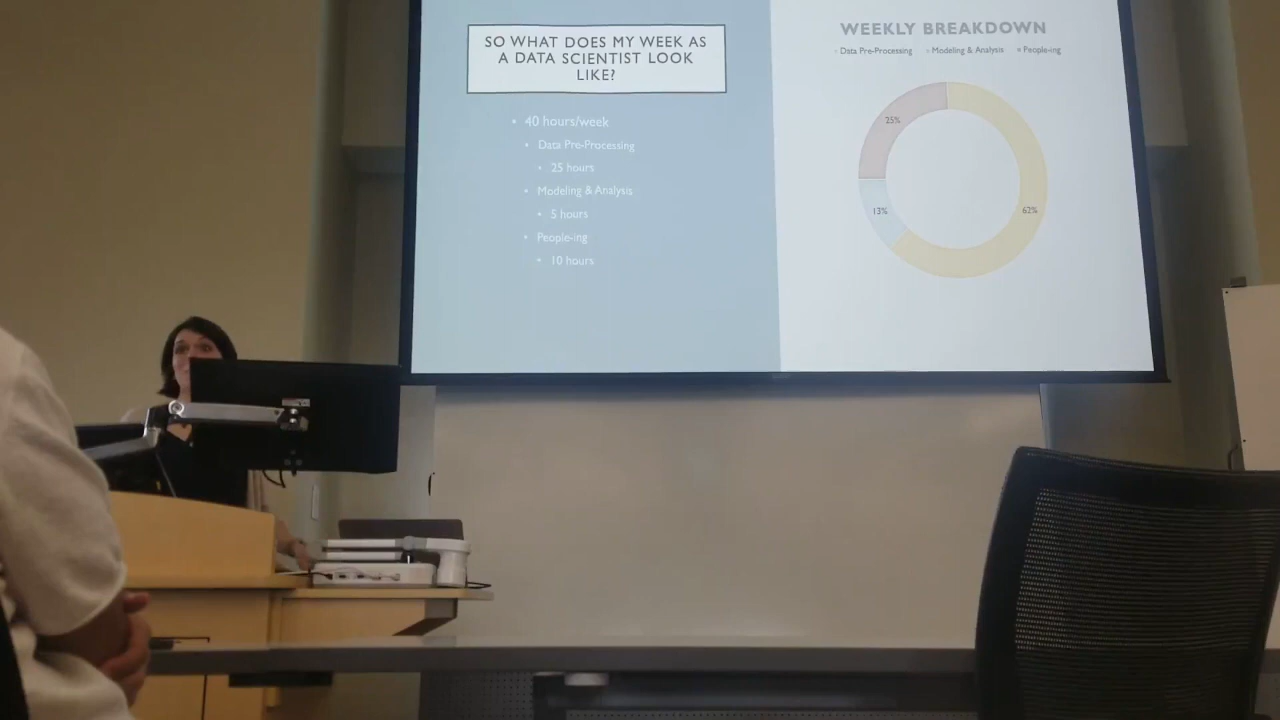 SO WHAT DOES MY WEEK AS
A DATA SCIENTIST LOOK
LIKE?
• 40 hours/week
• Data Pre-Processing
• 25 hours
• Modeling & Analysis
• 5 hours
• People-ing
• 10 hours
WEEKLY BREAKDOWN
Data Pre-Processing Modeling & Analysis People-ing
25%
13%
62%